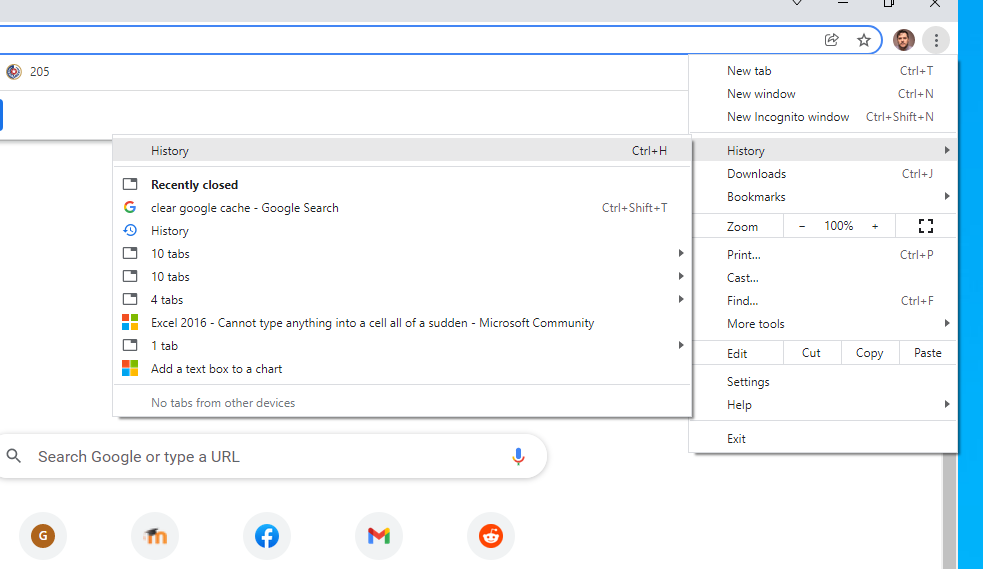 205
New tab Ctrl+T
New window Ctrl+N
New Incognito window Ctrl+Shift+N
History
Downloads Ctrl+J
Bookmarks
Zoom - 100% +
Print... Ctrl+P
Cast...
Find... Ctrl+F
More tools
Edit Cut Copy Paste
Settings
Help
Exit
History Ctrl+H
Recently closed
clear google cache - Google Search Ctrl+Shift+T
History
10 tabs
10 tabs
4 tabs
Excel 2016 - Cannot type anything into a cell all of a sudden - Microsoft Community
1 tab
Add a text box to a chart
No tabs from other devices
Search Google or type a URL
G